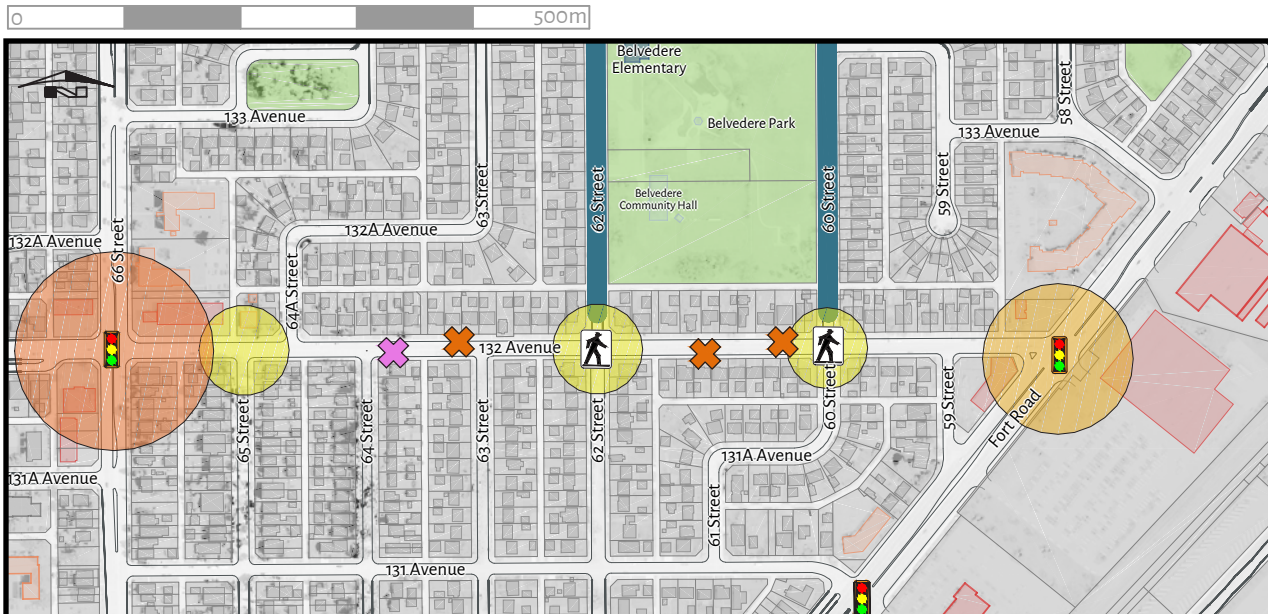 0
500m
Belvedere
Elementary
58 Street
133 Avenue
Belvedere Park
133 Avenue
62 Street
60 Street
59 Street
63 Street
Belvedere
Community Hall
66 Street
132A Avenue
132A Avenue
64A Street
132 Avenue
65 Street
64 Street
63 Street
62 Street
60 Street
59 Street
Fort Road
131A Avenue
131A Avenue
61 Street
131 Avenue